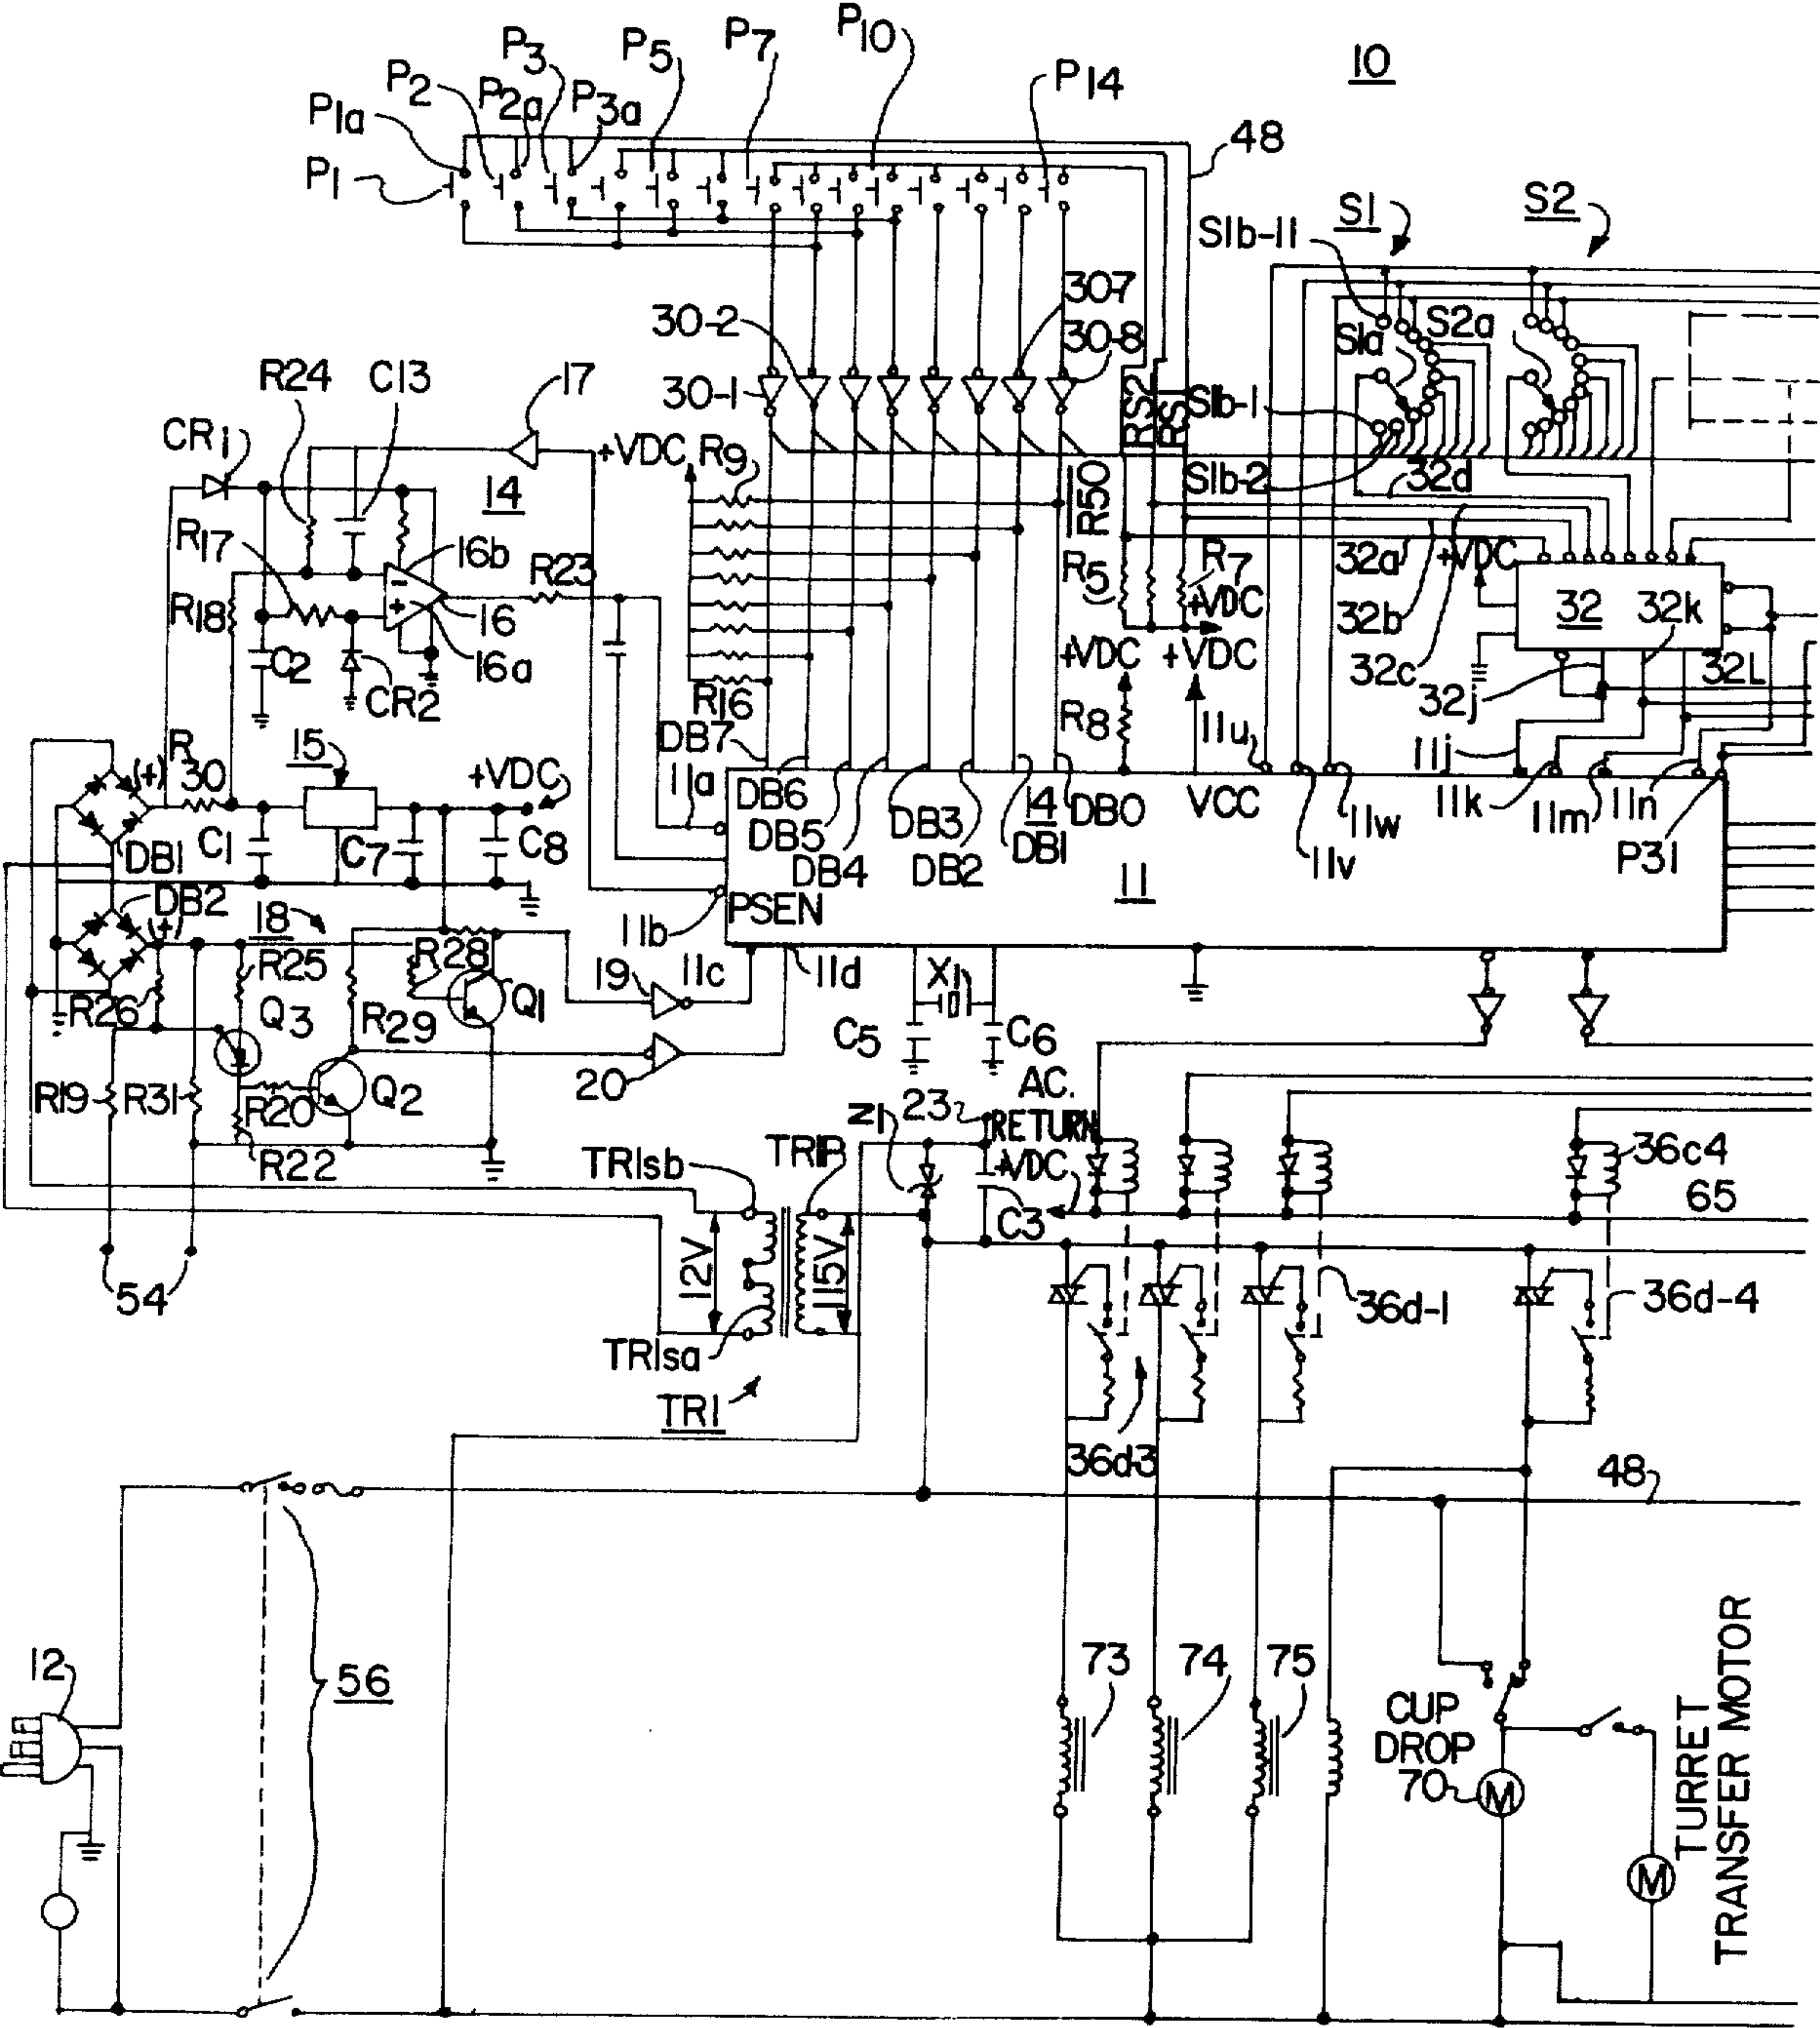 P10
P7
P5
P3
P2
P2a
P3a
P1a
P14
10
P1
48
S1
S2
S1b-11
307
30-2
30-8
S1a
S2a
R24
C13
17
30-1
RS2
RS1
S1b-1
CR1
+VDC
R9
14
S1b-2
32d
R50
R17
16b
R23
R5
R7
32a
+VDC
+VDC
32
32k
R18
16
32b
C2
16a
+VDC
+VDC
32c
32L
CR2
R16
32j
R8
DB7
11u
11j
R30
15
+VDC
11a
DB6
DB5
DB4
DB3
DB2
14
DB1
DB0
VCC
11w
11v
11k
11m
11n
P31
DB1
C1
C7
C8
DB2
(+)
(+)
18
PSEN
11
11b
R25
R28
19
11c
11d
X1
R26
Q3
R29
Q1
C5
C6
R19
R31
R20
Q2
20
Z1
23
AC.
RETURN
+VDC
R22
TR1sb
TR1P
C3
36c4
65
54
12V
115V
36d-1
36d-4
TR1sa
TR1
36d3
48
12
56
73
74
75
CUP
DROP
70
M
M
TURRET
TRANSFER MOTOR